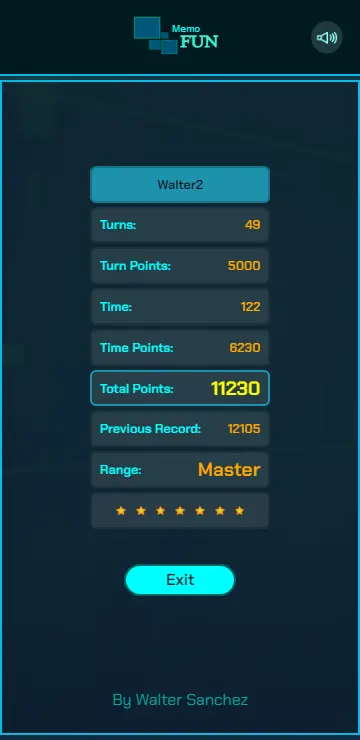 Memo
FUN
Walter2
Turns: 49
Turn Points: 5000
Time: 122
Time Points: 6230
Total Points: 11230
Previous Record: 12105
Range: Master
Exit
By Walter Sanchez